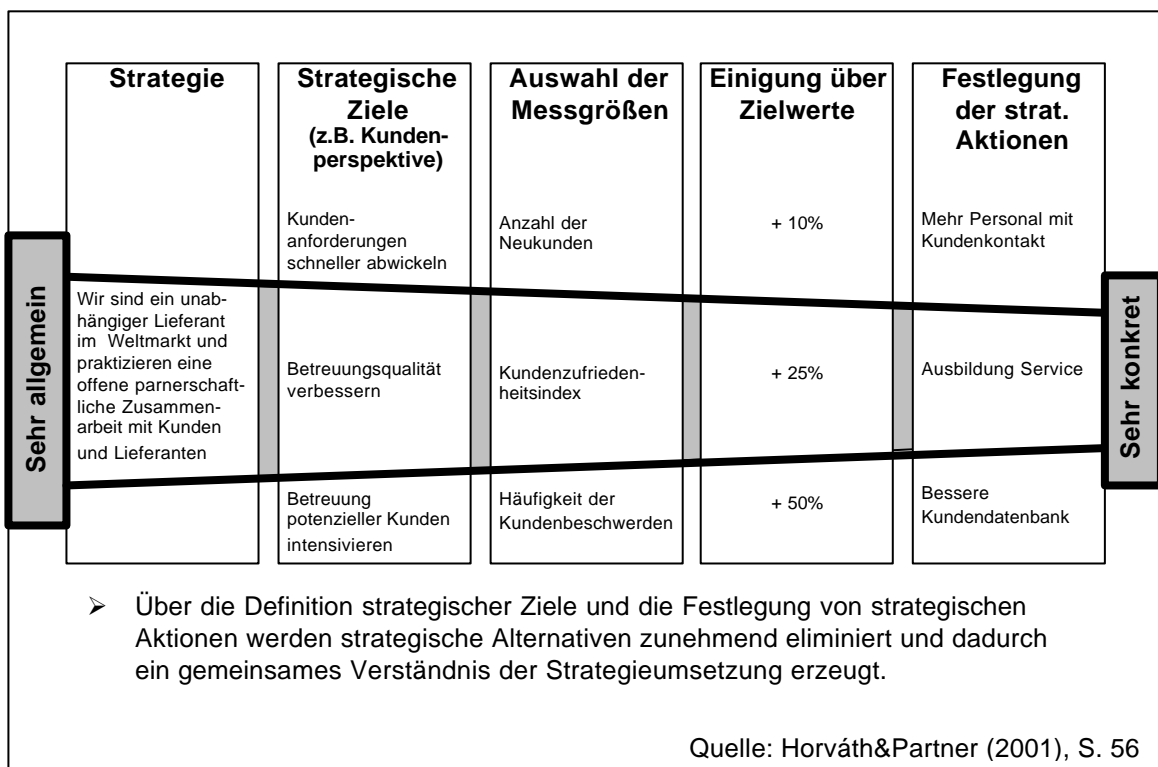 Strategie
Strategische
Ziele
(z.B. Kunden-
perspektive)
Auswahl der
Messgrößen
Einigung über
Zielwerte
Festlegung
der strat.
Aktionen
Sehr allgemein
Wir sind ein unab-
hängiger Lieferant
im Weltmarkt und
praktizieren eine
offene parnerschaft-
liche Zusammen-
arbeit mit Kunden
und Lieferanten
Kunden-
anforderungen
schneller abwickeln
Anzahl der
Neukunden
+ 10%
Mehr Personal mit
Kundenkontakt
Betreuungsqualität
verbessern
Kundenzufrieden-
heitsindex
+ 25%
Ausbildung Service
Betreuung
potenzieller Kunden
intensivieren
Häufigkeit der
Kundenbeschwerden
+ 50%
Bessere
Kundendatenbank
Sehr konkret
➢ Über die Definition strategischer Ziele und die Festlegung von strategischen
Aktionen werden strategische Alternativen zunehmend eliminiert und dadurch
ein gemeinsames Verständnis der Strategieumsetzung erzeugt.
Quelle: Horváth&Partner (2001), S. 56